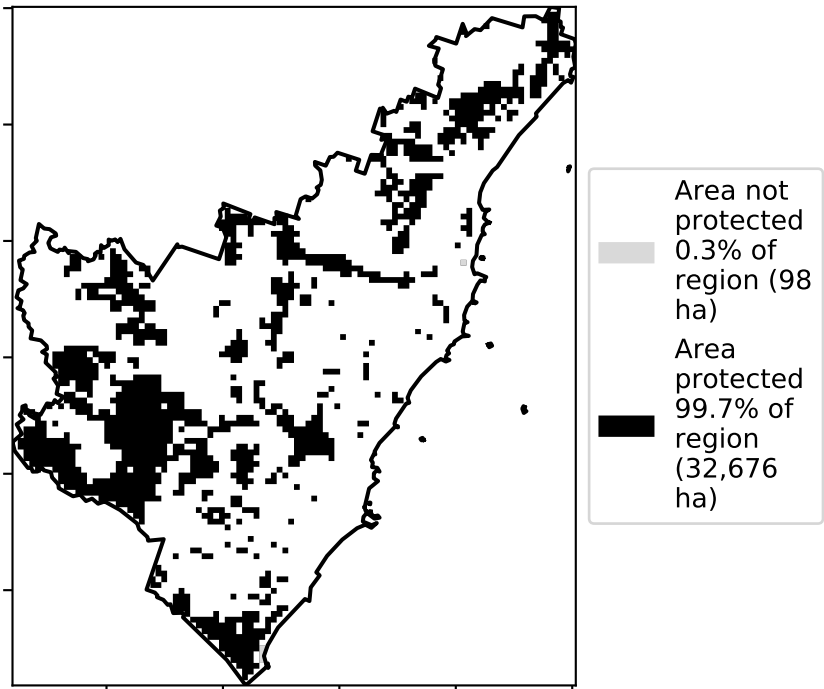 Area not
protected
0.3% of
region (98
ha)
Area
protected
99.7% of
region
(32,676
ha)